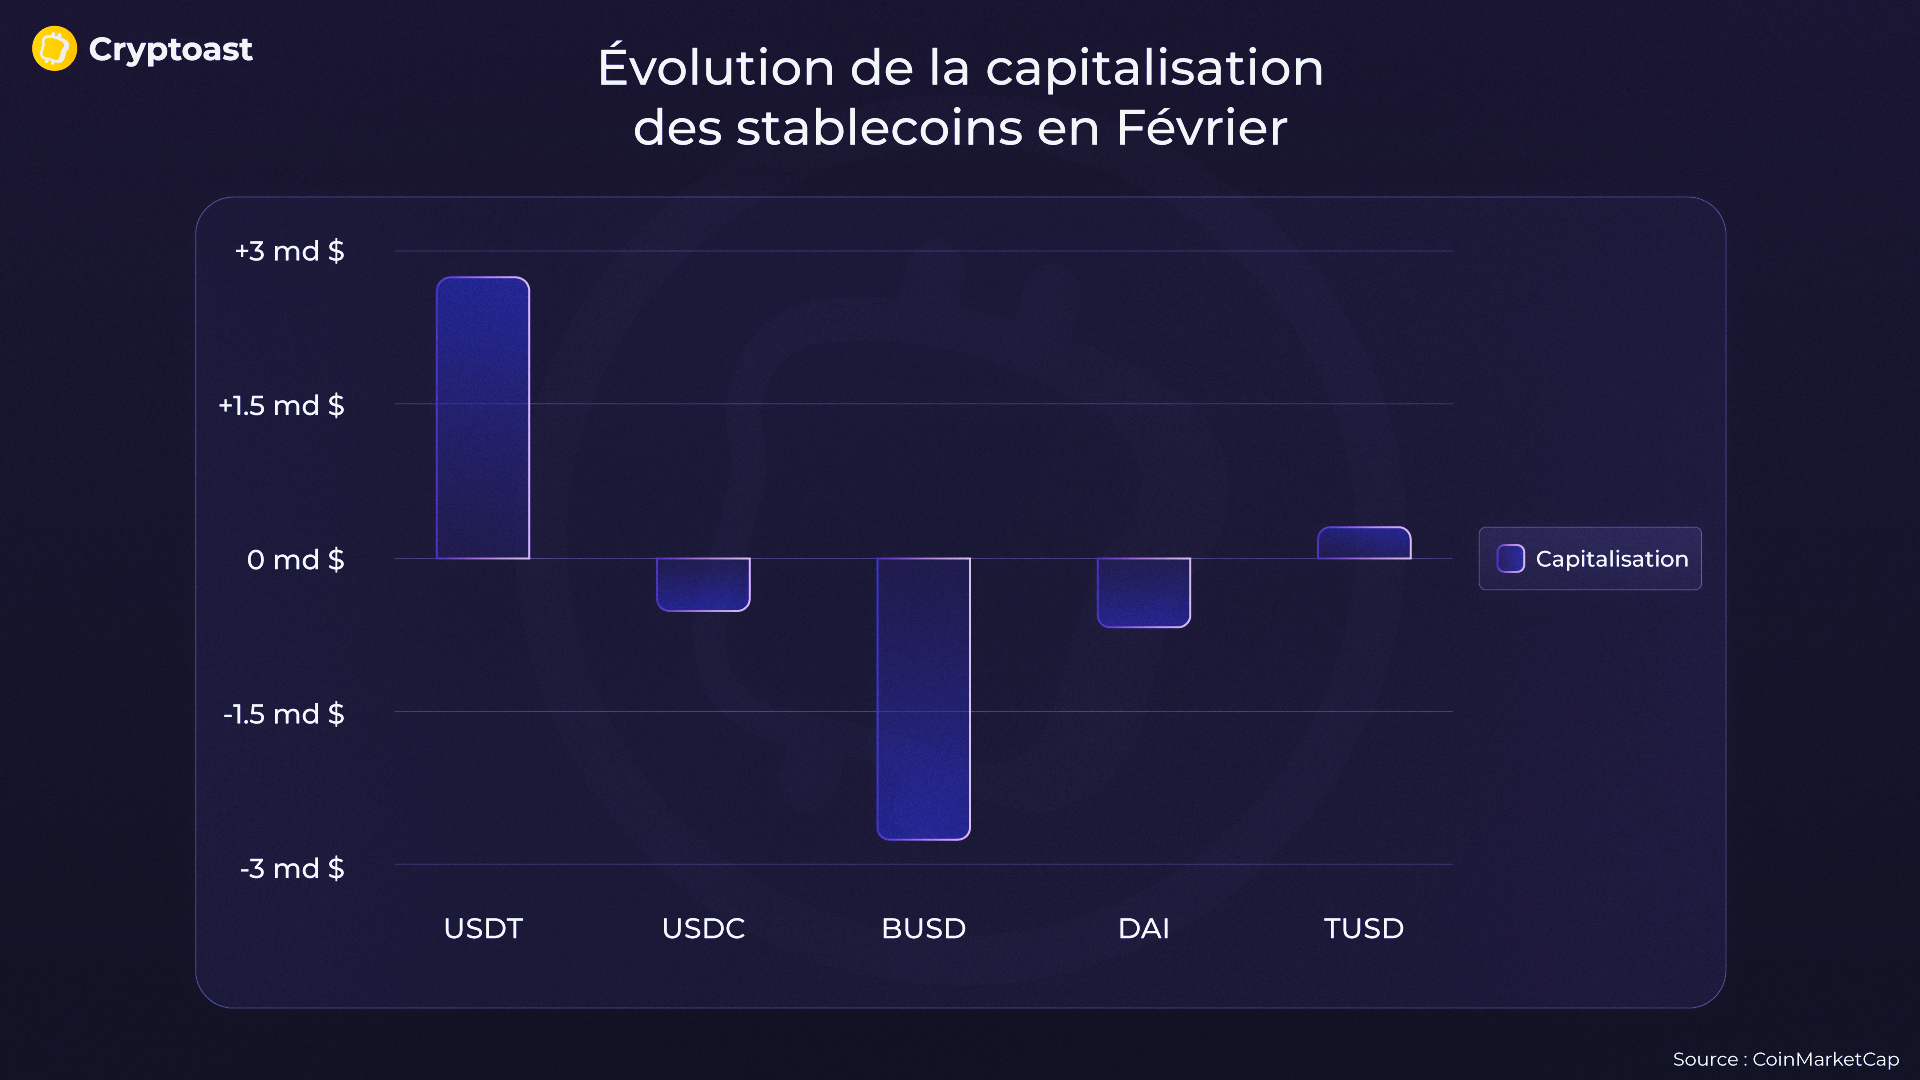 Cryptoast
Évolution de la capitalisation
des stablecoins en Février
+3 md $
+1.5 md $
0 md $
-1.5 md $
-3 md $
USDT
USDC
BUSD
DAI
TUSD
Capitalisation
Source : CoinMarketCap